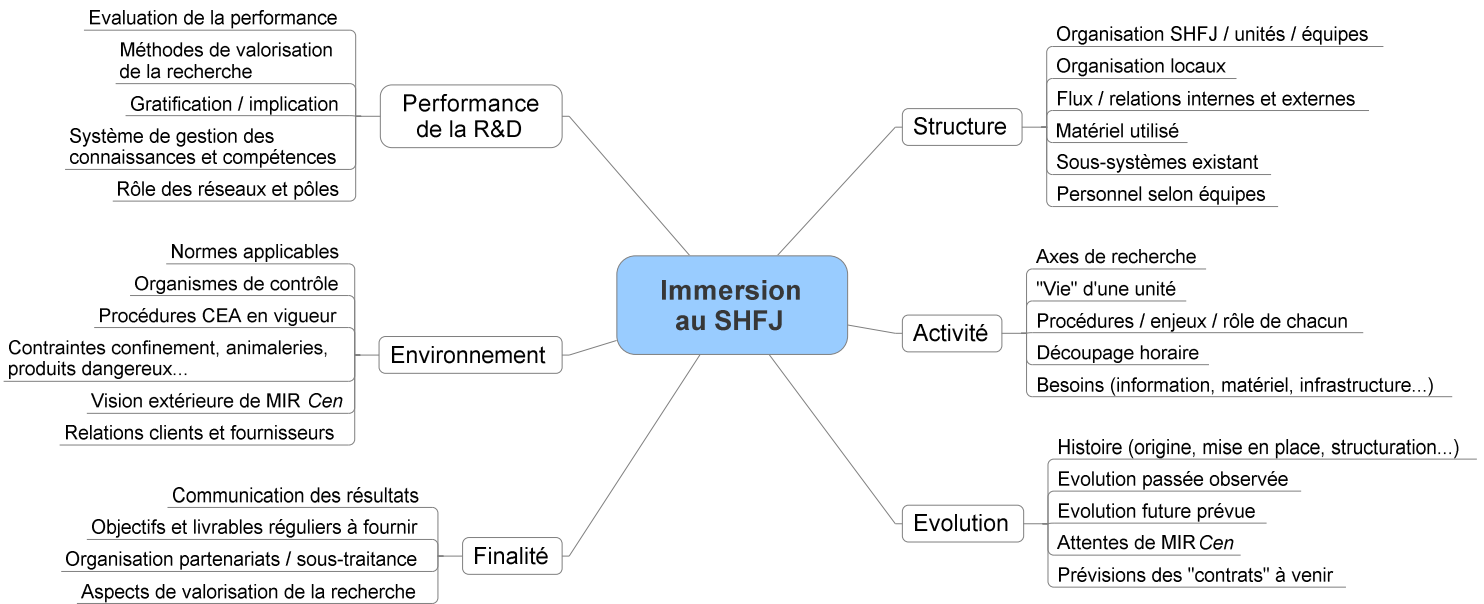 Immersion
au SHFJ
Performance
de la R&D
Evaluation de la performance
Méthodes de valorisation
de la recherche
Gratification / implication
Système de gestion des
connaissances et compétences
Rôle des réseaux et pôles
Environnement
Normes applicables
Organismes de contrôle
Procédures CEA en vigueur
Contraintes confinement, animaleries,
produits dangereux...
Vision extérieure de MIR Cen
Relations clients et fournisseurs
Finalité
Communication des résultats
Objectifs et livrables réguliers à fournir
Organisation partenariats / sous-traitance
Aspects de valorisation de la recherche
Structure
Organisation SHFJ / unités / équipes
Organisation locaux
Flux / relations internes et externes
Matériel utilisé
Sous-systèmes existant
Personnel selon équipes
Activité
Axes de recherche
"Vie" d'une unité
Procédures / enjeux / rôle de chacun
Découpage horaire
Besoins (information, matériel, infrastructure...)
Evolution
Histoire (origine, mise en place, structuration...)
Evolution passée observée
Evolution future prévue
Attentes de MIR Cen
Prévisions des "contrats" à venir